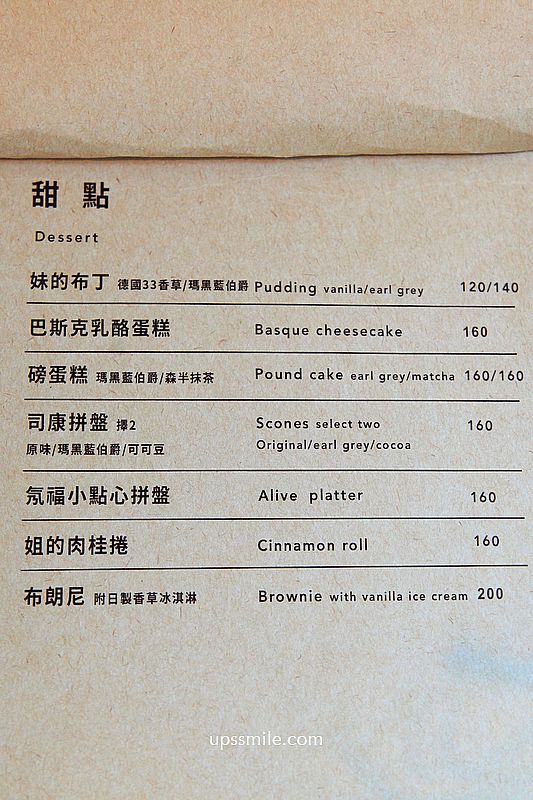 甜 點
Dessert
妹的布丁 德國33香草/瑪黑藍伯爵 Pudding vanilla/earl grey 120/140
巴斯克乳酪蛋糕 Basque cheesecake 160
磅蛋糕 瑪黑藍伯爵/森半抹茶 Pound cake earl grey/matcha 160/160
司康拼盤 擇2 Scones select two 160
原味/瑪黑藍伯爵/可可豆 Original/earl grey/cocoa
氖福小點心拼盤 Alive platter 160
姐的肉桂捲 Cinnamon roll 160
布朗尼 附日製香草冰淇淋 Brownie with vanilla ice cream 200
upssmile.com